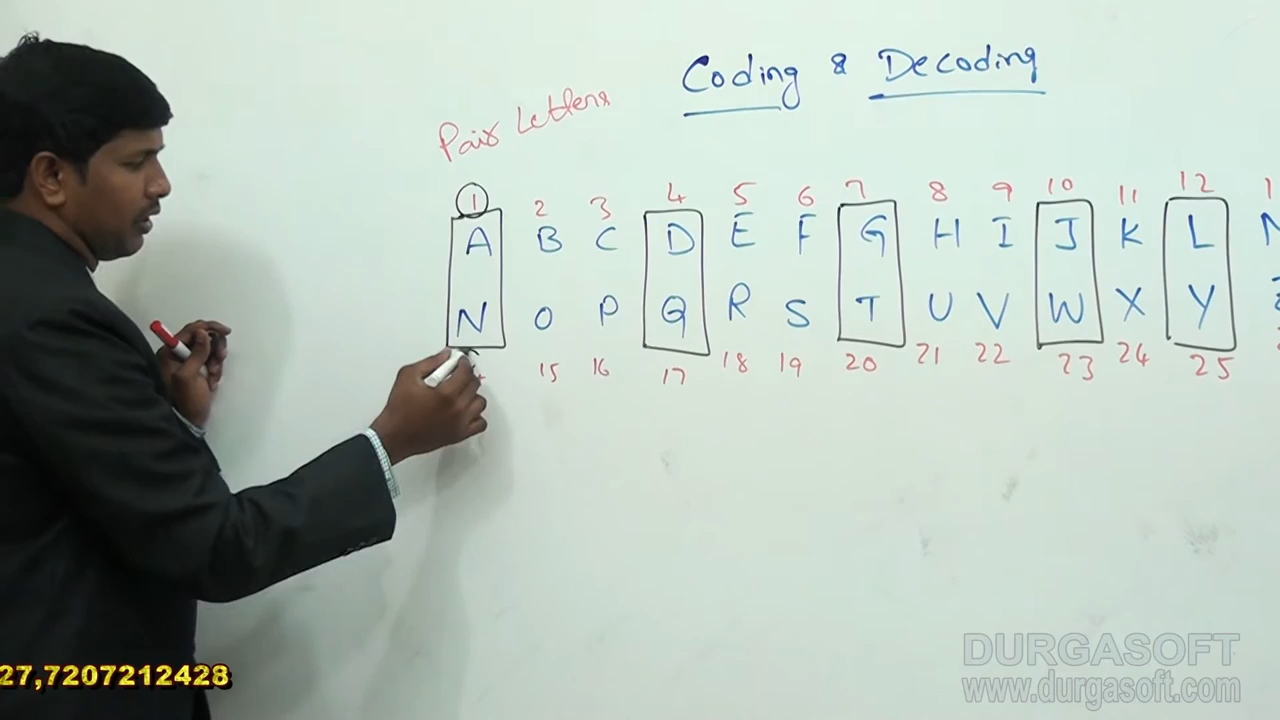 Coding & Decoding
Pair Letters
1 2 3 4 5 6 7 8 9 10 11 12 1
A B C D E F G H I J K L
N O P Q R S T U V W X Y
15 16 17 18 19 20 21 22 23 24 25
27,7207212428
DURGASOFT
www.durgasoft.com